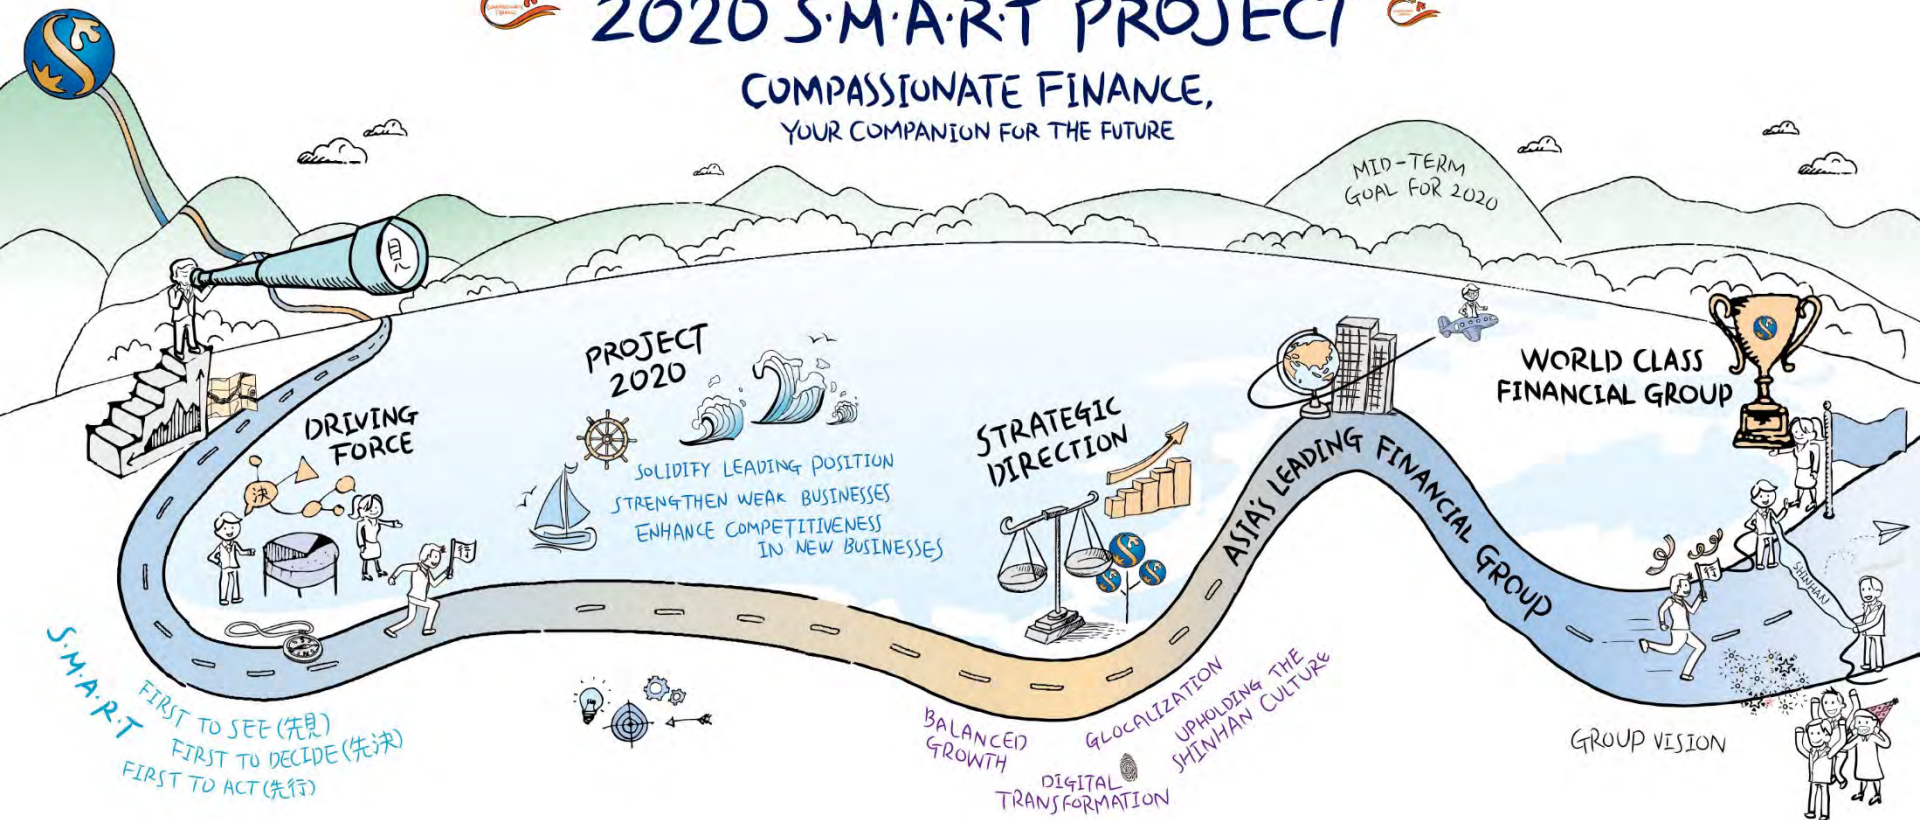 2020 S·M·A·R·T PROJECT
COMPASSIONATE FINANCE,
YOUR COMPANION FOR THE FUTURE
MID-TERM
GOAL FOR 2020
見
PROJECT
2020
SOLIDIFY LEADING POSITION
STRENGTHEN WEAK BUSINESSES
ENHANCE COMPETITIVENESS
IN NEW BUSINESSES
DRIVING
FORCE
決
行
STRATEGIC
DIRECTION
ASIA'S LEADING FINANCIAL GROUP
WORLD CLASS
FINANCIAL GROUP
行
SHINHAN
S·M·A·R·T
FIRST TO SEE (先見)
FIRST TO DECIDE (先決)
FIRST TO ACT (先行)
BALANCED
GROWTH
GLOCALIZATION
UPHOLDING THE
SHINHAN CULTURE
DIGITAL
TRANSFORMATION
GROUP VISION